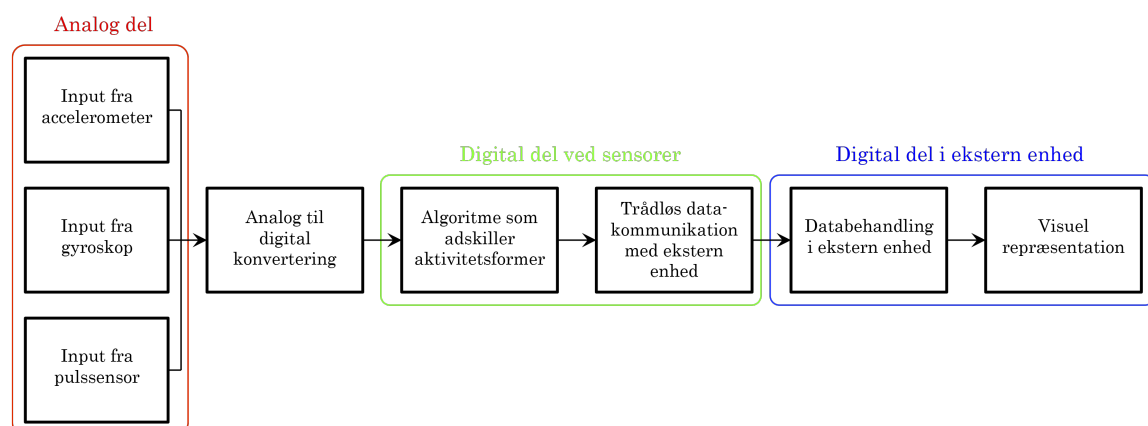 Analog del
Input fra
accelerometer
Input fra
gyroskop
Input fra
pulssensor
Analog til
digital
konvertering
Digital del ved sensorer
Algoritme som
adskiller
aktivitetsformer
Trådløs data-
kommunikation
med ekstern
enhed
Digital del i ekstern enhed
Databehandling
i ekstern enhed
Visuel
repræsentation